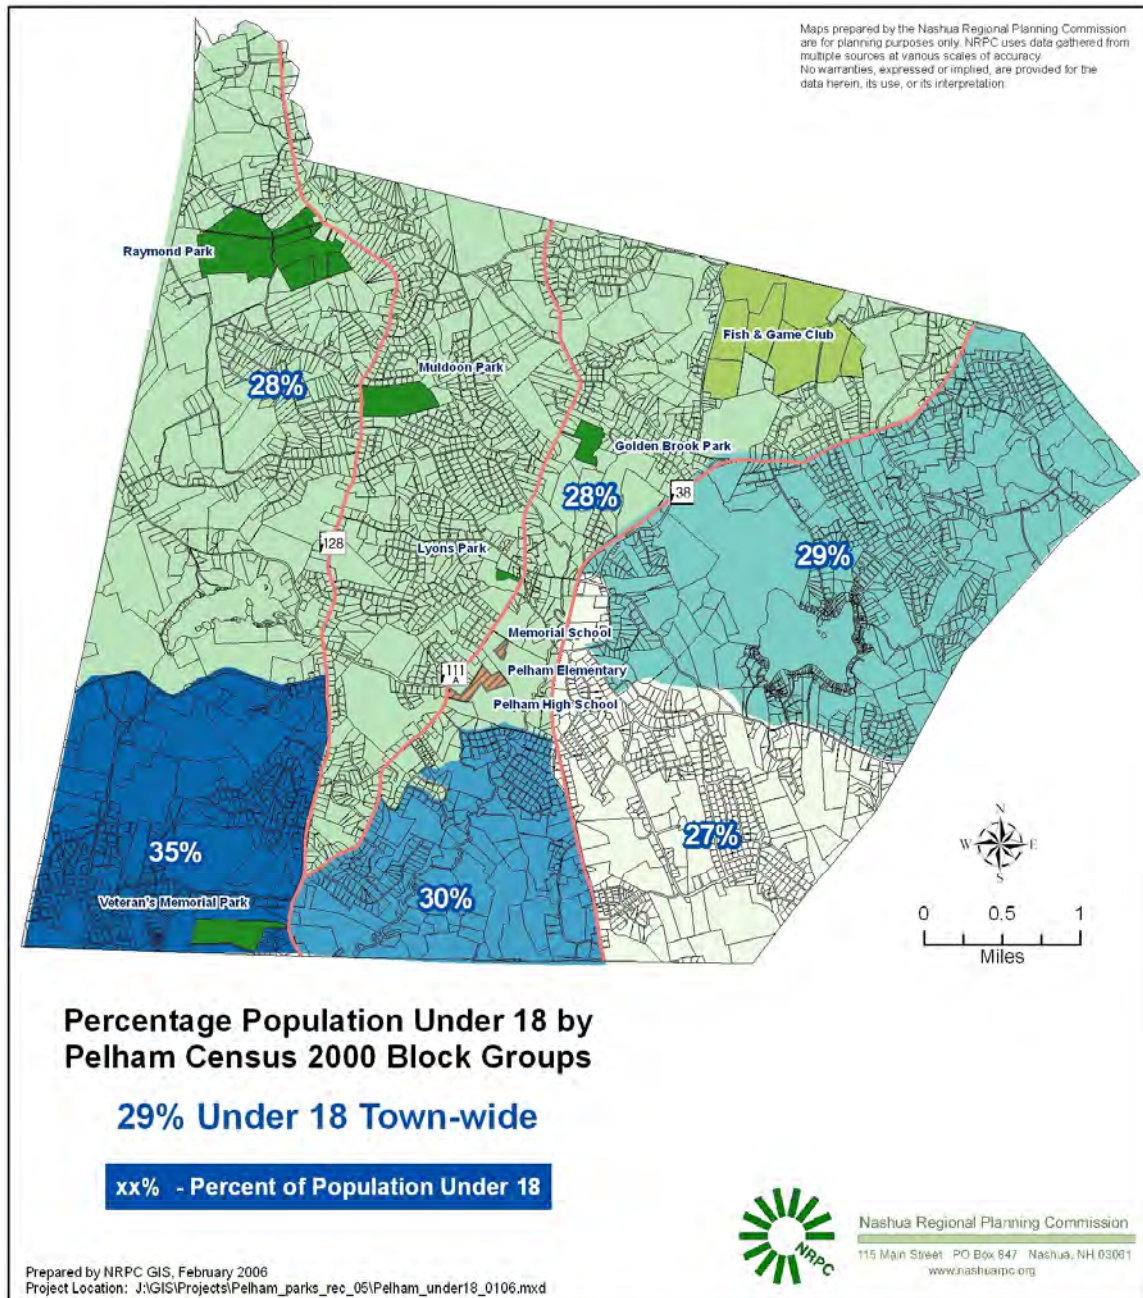 Maps prepared by the Nashua Regional Planning Commission
are for planning purposes only. NRPC uses data gathered from
multiple sources at various scales of accuracy.
No warranties, expressed or implied, are provided for the
data herein, its use, or its interpretation.
Raymond Park
Fish & Game Club
Muldoon Park
28%
Golden Brook Park
28%
38
128
Lyons Park
29%
Memorial School
111
A
Pelham Elementary
Pelham High School
27%
35%
30%
Veteran's Memorial Park
N
W
E
S
0 0.5 1
Miles
Percentage Population Under 18 by
Pelham Census 2000 Block Groups
29% Under 18 Town-wide
xx% - Percent of Population Under 18
NRPC
Nashua Regional Planning Commission
115 Main Street PO Box 847 Nashua, NH 03061
www.nashuarpc.org
Prepared by NRPC GIS, February 2006
Project Location: J:\GIS\Projects\Pelham_parks_rec_05\Pelham_under18_0106.mxd